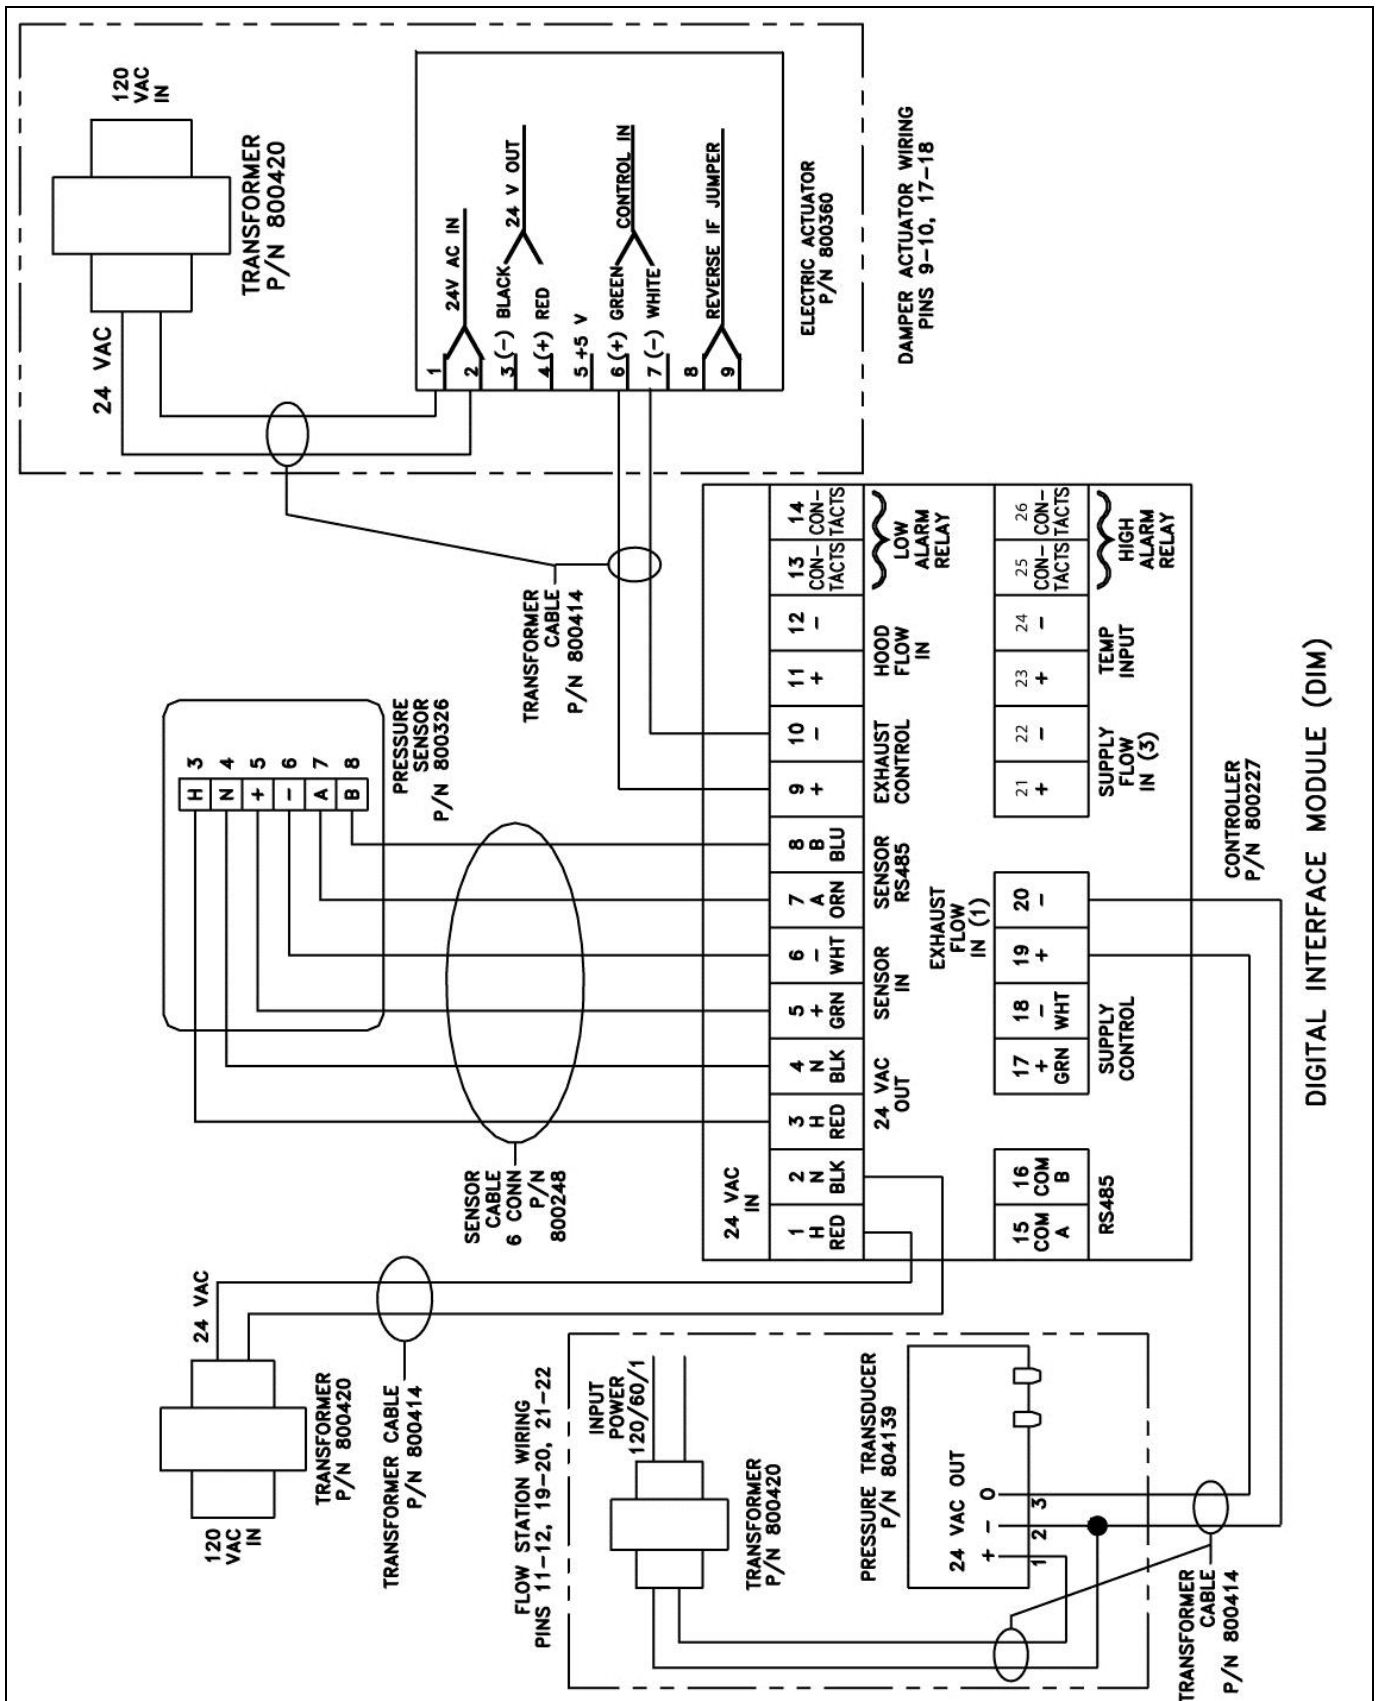 120
VAC
IN
24 VAC
TRANSFORMER
P/N 800420
TRANSFORMER CABLE
P/N 800414
SENSOR
CABLE
6 CONN
P/N
800248
H N + - A B
3 4 5 6 7 8
PRESSURE
SENSOR
P/N 800326
24 VAC
120
VAC
IN
TRANSFORMER
P/N 800420
TRANSFORMER
CABLE
P/N 800414
1
2
3 (-) BLACK
4 (+) RED
5 +5 V
6 (+) GREEN
7 (-) WHITE
8
9
24V AC IN
24 V OUT
CONTROL IN
REVERSE IF JUMPER
ELECTRIC ACTUATOR
P/N 800360
DAMPER ACTUATOR WIRING
PINS 9-10, 17-18
FLOW STATION WIRING
PINS 11-12, 19-20, 21-22
INPUT
POWER
120/60/1
TRANSFORMER
P/N 800420
PRESSURE TRANSDUCER
P/N 804139
24 VAC OUT
+ - O
1 2 3
TRANSFORMER
CABLE
P/N 800414
24 VAC
IN
1 2 3 4 5 6 7 8 9 10 11 12 13 14
H N H N + - A B + - + - CON-TACTS CON-TACTS
RED BLK RED BLK GRN WHT ORN BLU
24 VAC
OUT
SENSOR
IN
SENSOR
RS485
EXHAUST
CONTROL
HOOD
FLOW
IN
LOW
ALARM
RELAY
EXHAUST
FLOW
IN (1)
15 16 17 18 19 20 21 22 23 24 25 26
COM A COM B + GRN - WHT + - + - + - CON-TACTS CON-TACTS
RS485
SUPPLY
CONTROL
SUPPLY
FLOW
IN (3)
TEMP
INPUT
HIGH
ALARM
RELAY
CONTROLLER
P/N 800227
DIGITAL INTERFACE MODULE (DIM)